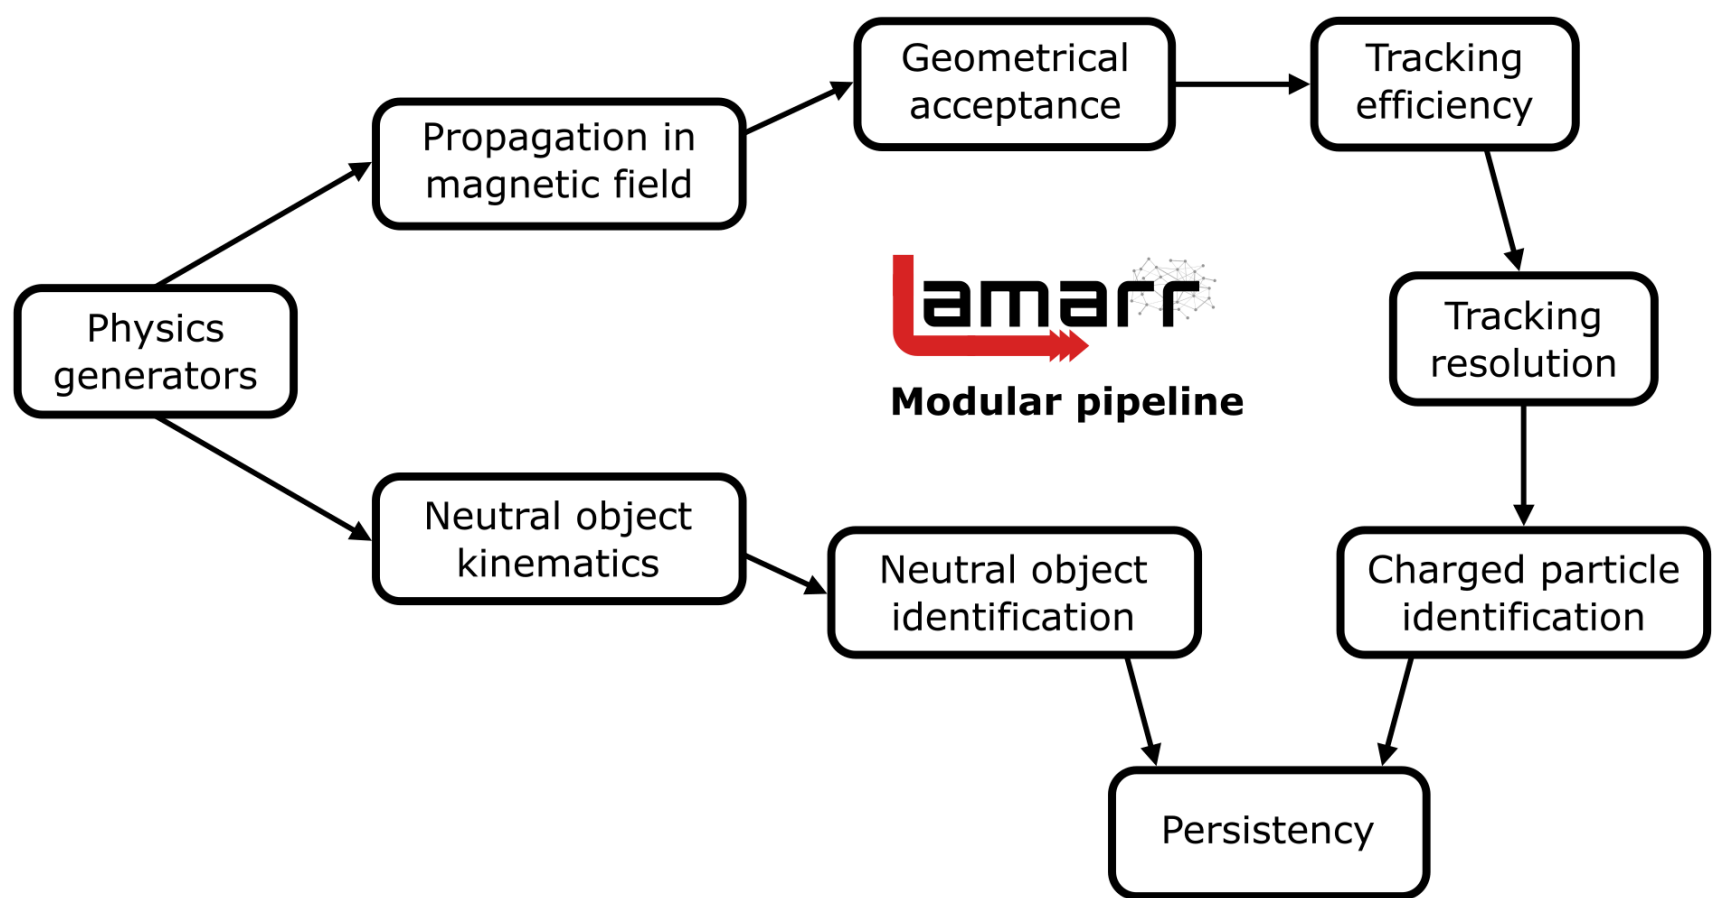 Geometrical
acceptance
Tracking
efficiency
Propagation in
magnetic field
Physics
generators
Lamarr
Modular pipeline
Tracking
resolution
Neutral object
kinematics
Neutral object
identification
Charged particle
identification
Persistency